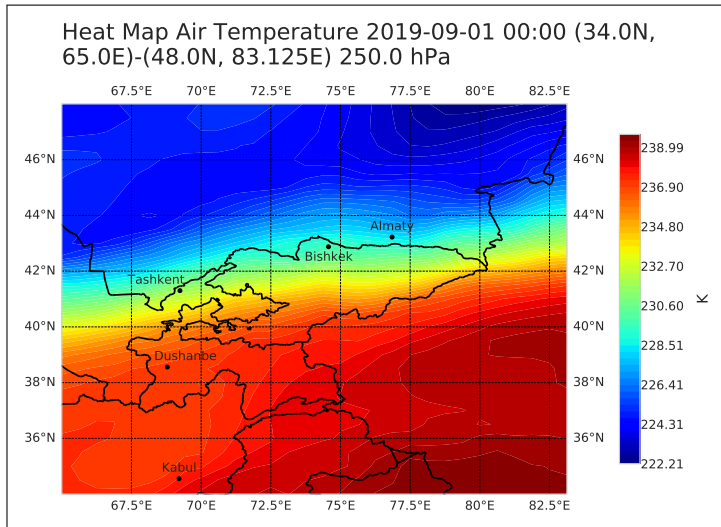 Heat Map Air Temperature 2019-09-01 00:00 (34.0N,
65.0E)-(48.0N, 83.125E) 250.0 hPa
67.5°E 70°E 72.5°E 75°E 77.5°E 80°E 82.5°E
46°N 46°N
44°N 44°N
42°N 42°N
40°N 40°N
38°N 38°N
36°N 36°N
Almaty
Bishkek
Tashkent
Dushanbe
Kabul
67.5°E 70°E 72.5°E 75°E 77.5°E 80°E 82.5°E
238.99
236.90
234.80
232.70
230.60
228.51
226.41
224.31
222.21
K